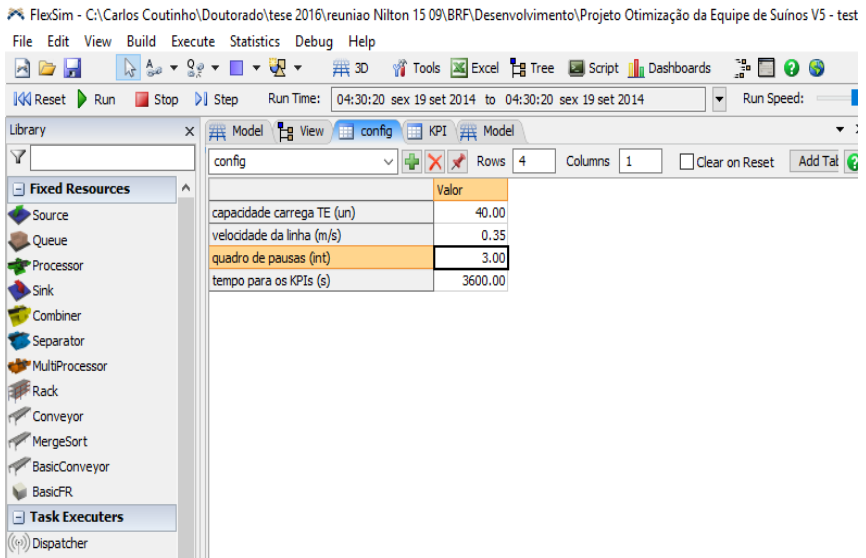 FlexSim - C:\Carlos Coutinho\Doutorado\tese 2016\reuniao Nilton 15 09\BRF\Desenvolvimento\Projeto Otimização da Equipe de Suínos V5 - test
File Edit View Build Execute Statistics Debug Help
3D Tools Excel Tree Script Dashboards
Reset Run Stop Step Run Time: 04:30:20 sex 19 set 2014 to 04:30:20 sex 19 set 2014 Run Speed:
Library × Model View config KPI Model
config Rows 4 Columns 1 Clear on Reset Add Tal
Fixed Resources Valor
Source capacidade carrega TE (un) 40.00
velocidade da linha (m/s) 0.35
Queue
quadro de pausas (int) 3.00
Processor
tempo para os KPIs (s) 3600.00
Sink
Combiner
Separator
MultiProcessor
Rack
Conveyor
MergeSort
BasicConveyor
BasicFR
Task Executers
Dispatcher